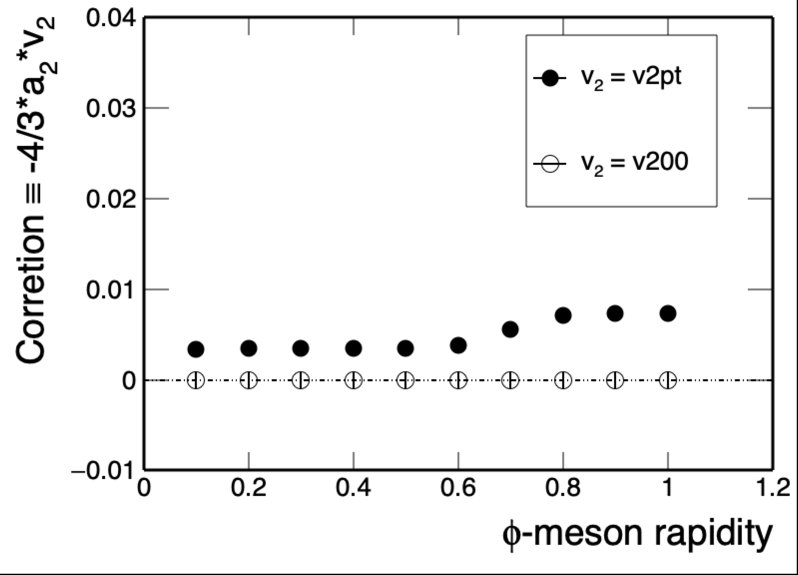 Corretion ≡ -4/3*a₂*v₂
0.04
0.03
0.02
0.01
0
−0.01
v₂ = v2pt
v₂ = v200
0 0.2 0.4 0.6 0.8 1 1.2
ϕ-meson rapidity